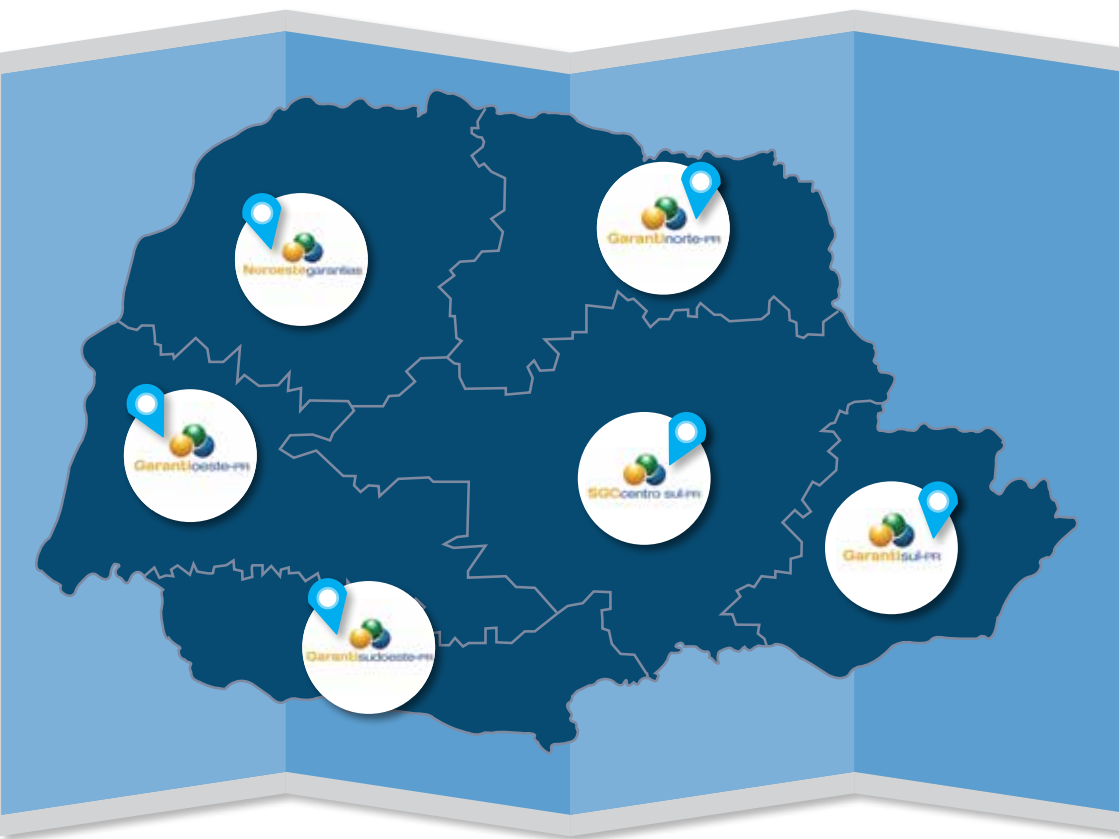 Noroestegarantias
Garantinorte-PR
Garantioeste-PR
SGCcentro sul-PR
Garantisul-PR
Garantisudoeste-PR